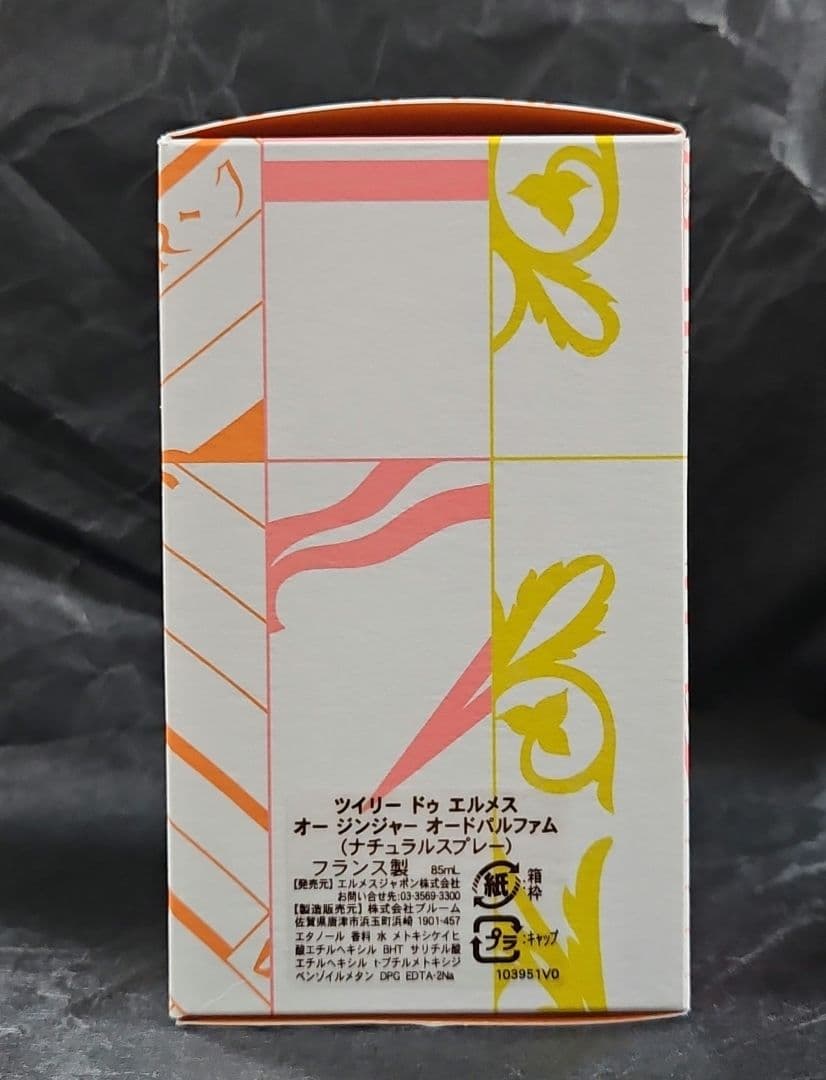 ツイリー ドゥ エルメス
オー ジンジャー オードパルファム
(ナチュラルスプレー)
フランス製 85mL
【発売元】エルメスジャポン株式会社
お問い合せ先:03-3569-3300
【製造販売元】株式会社ブルーム
佐賀県唐津市浜玉町浜崎 1901-457
エタノール 香料 水 メトキシケイヒ
酸エチルヘキシル BHT サリチル酸
エチルヘキシル t-ブチルメトキシジ
ベンゾイルメタン DPG EDTA-2Na
紙 :箱
枠
プラ :キャップ
103951V0